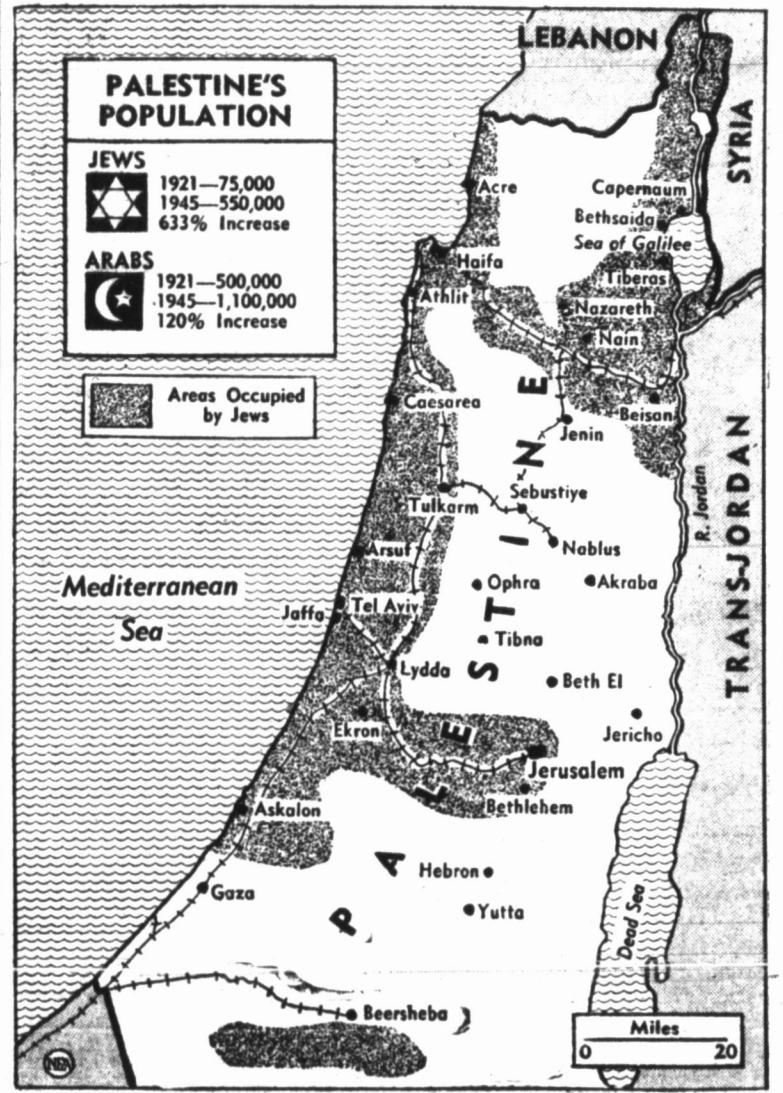 LEBANON
PALESTINE'S
POPULATION
JEWS
1921—75,000
1945—550,000
633% Increase
ARABS
1921—500,000
1945—1,100,000
120% Increase
Areas Occupied
by Jews
SYRIA
Acre
Capernaum
Bethsaida
Sea of Galilee
Haifa
Tiberas
Athlit
Nazareth
Nain
Caesarea
Beisan
Jenin
Tulkarm
Sebustiye
R. Jordan
TRANS-JORDAN
Arsuf
Nablus
Mediterranean
Sea
Ophra
Akraba
Jaffa
Tel Aviv
Tibna
Lydda
Beth El
Ekron
Jericho
Jerusalem
Askalon
Bethlehem
PALESTINE
Hebron
Gaza
Yutta
Dead Sea
Beersheba
Miles
0 20
NEA